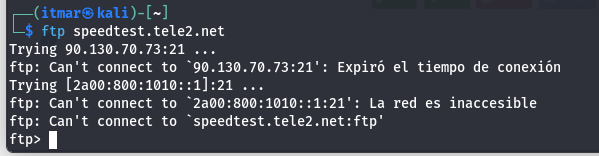 ┌──(itmar㉿kali)-[~]
└─$ ftp speedtest.tele2.net
Trying 90.130.70.73:21 ...
ftp: Can't connect to `90.130.70.73:21': Expiró el tiempo de conexión
Trying [2a00:800:1010::1]:21 ...
ftp: Can't connect to `2a00:800:1010::1:21': La red es inaccesible
ftp: Can't connect to `speedtest.tele2.net:ftp'
ftp>